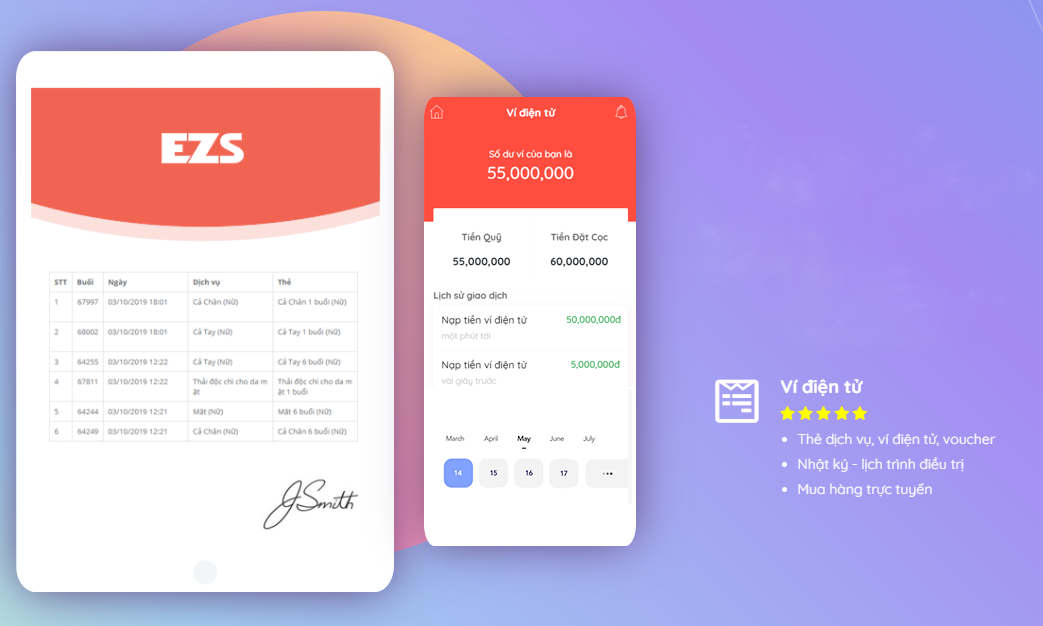 EZS
STT Buổi Ngày Dịch vụ Thẻ
1 67997 03/10/2019 18:01 Cả Chân (Nữ) Cả Chân 1 buổi (Nữ)
2 68002 03/10/2019 18:01 Cả Tay (Nữ) Cả Tay 1 buổi (Nữ)
3 64255 03/10/2019 12:22 Cả Tay (Nữ) Cả Tay 6 buổi (Nữ)
4 67811 03/10/2019 12:22 Thải độc chì cho da m Thải độc chì cho da m
ặt ặt 1 buổi
5 64244 03/10/2019 12:21 Mặt (Nữ) Mặt 6 buổi (Nữ)
6 64249 03/10/2019 12:21 Cả Chân (Nữ) Cả Chân 6 buổi (Nữ)
JSmith
Ví điện tử
Số dư ví của bạn là
55,000,000
Tiền Quỹ Tiền Đặt Cọc
55,000,000 60,000,000
Lịch sử giao dịch
Nạp tiền ví điện tử 50,000,000đ
một phút tới
Nạp tiền ví điện tử 5,000,000đ
vài giây trước
March April May June July
14 15 16 17
Ví điện tử
Thẻ dịch vụ, ví điện tử, voucher
Nhật ký - lịch trình điều trị
Mua hàng trực tuyến